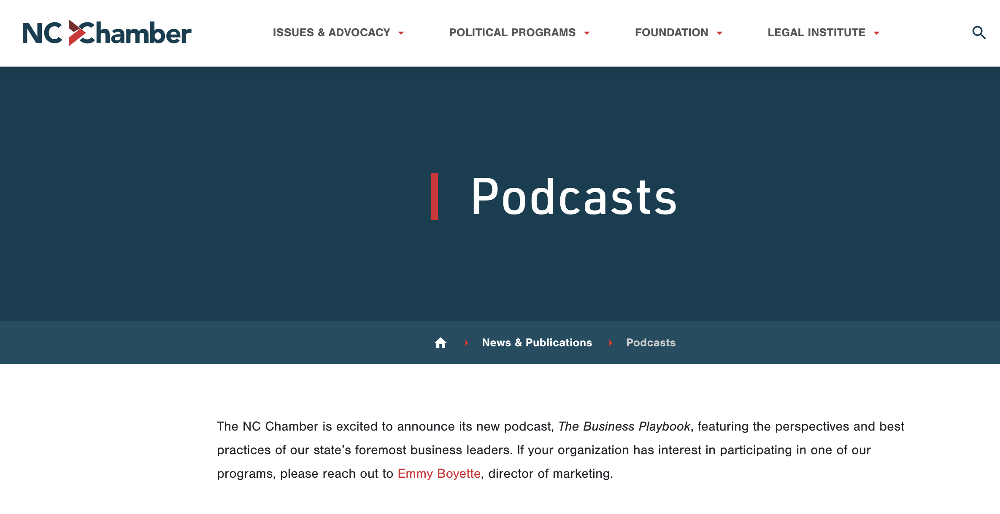 NC Chamber
ISSUES & ADVOCACY
POLITICAL PROGRAMS
FOUNDATION
LEGAL INSTITUTE
Podcasts
News & Publications
Podcasts
The NC Chamber is excited to announce its new podcast, The Business Playbook, featuring the perspectives and best
practices of our state’s foremost business leaders. If your organization has interest in participating in one of our
programs, please reach out to Emmy Boyette, director of marketing.